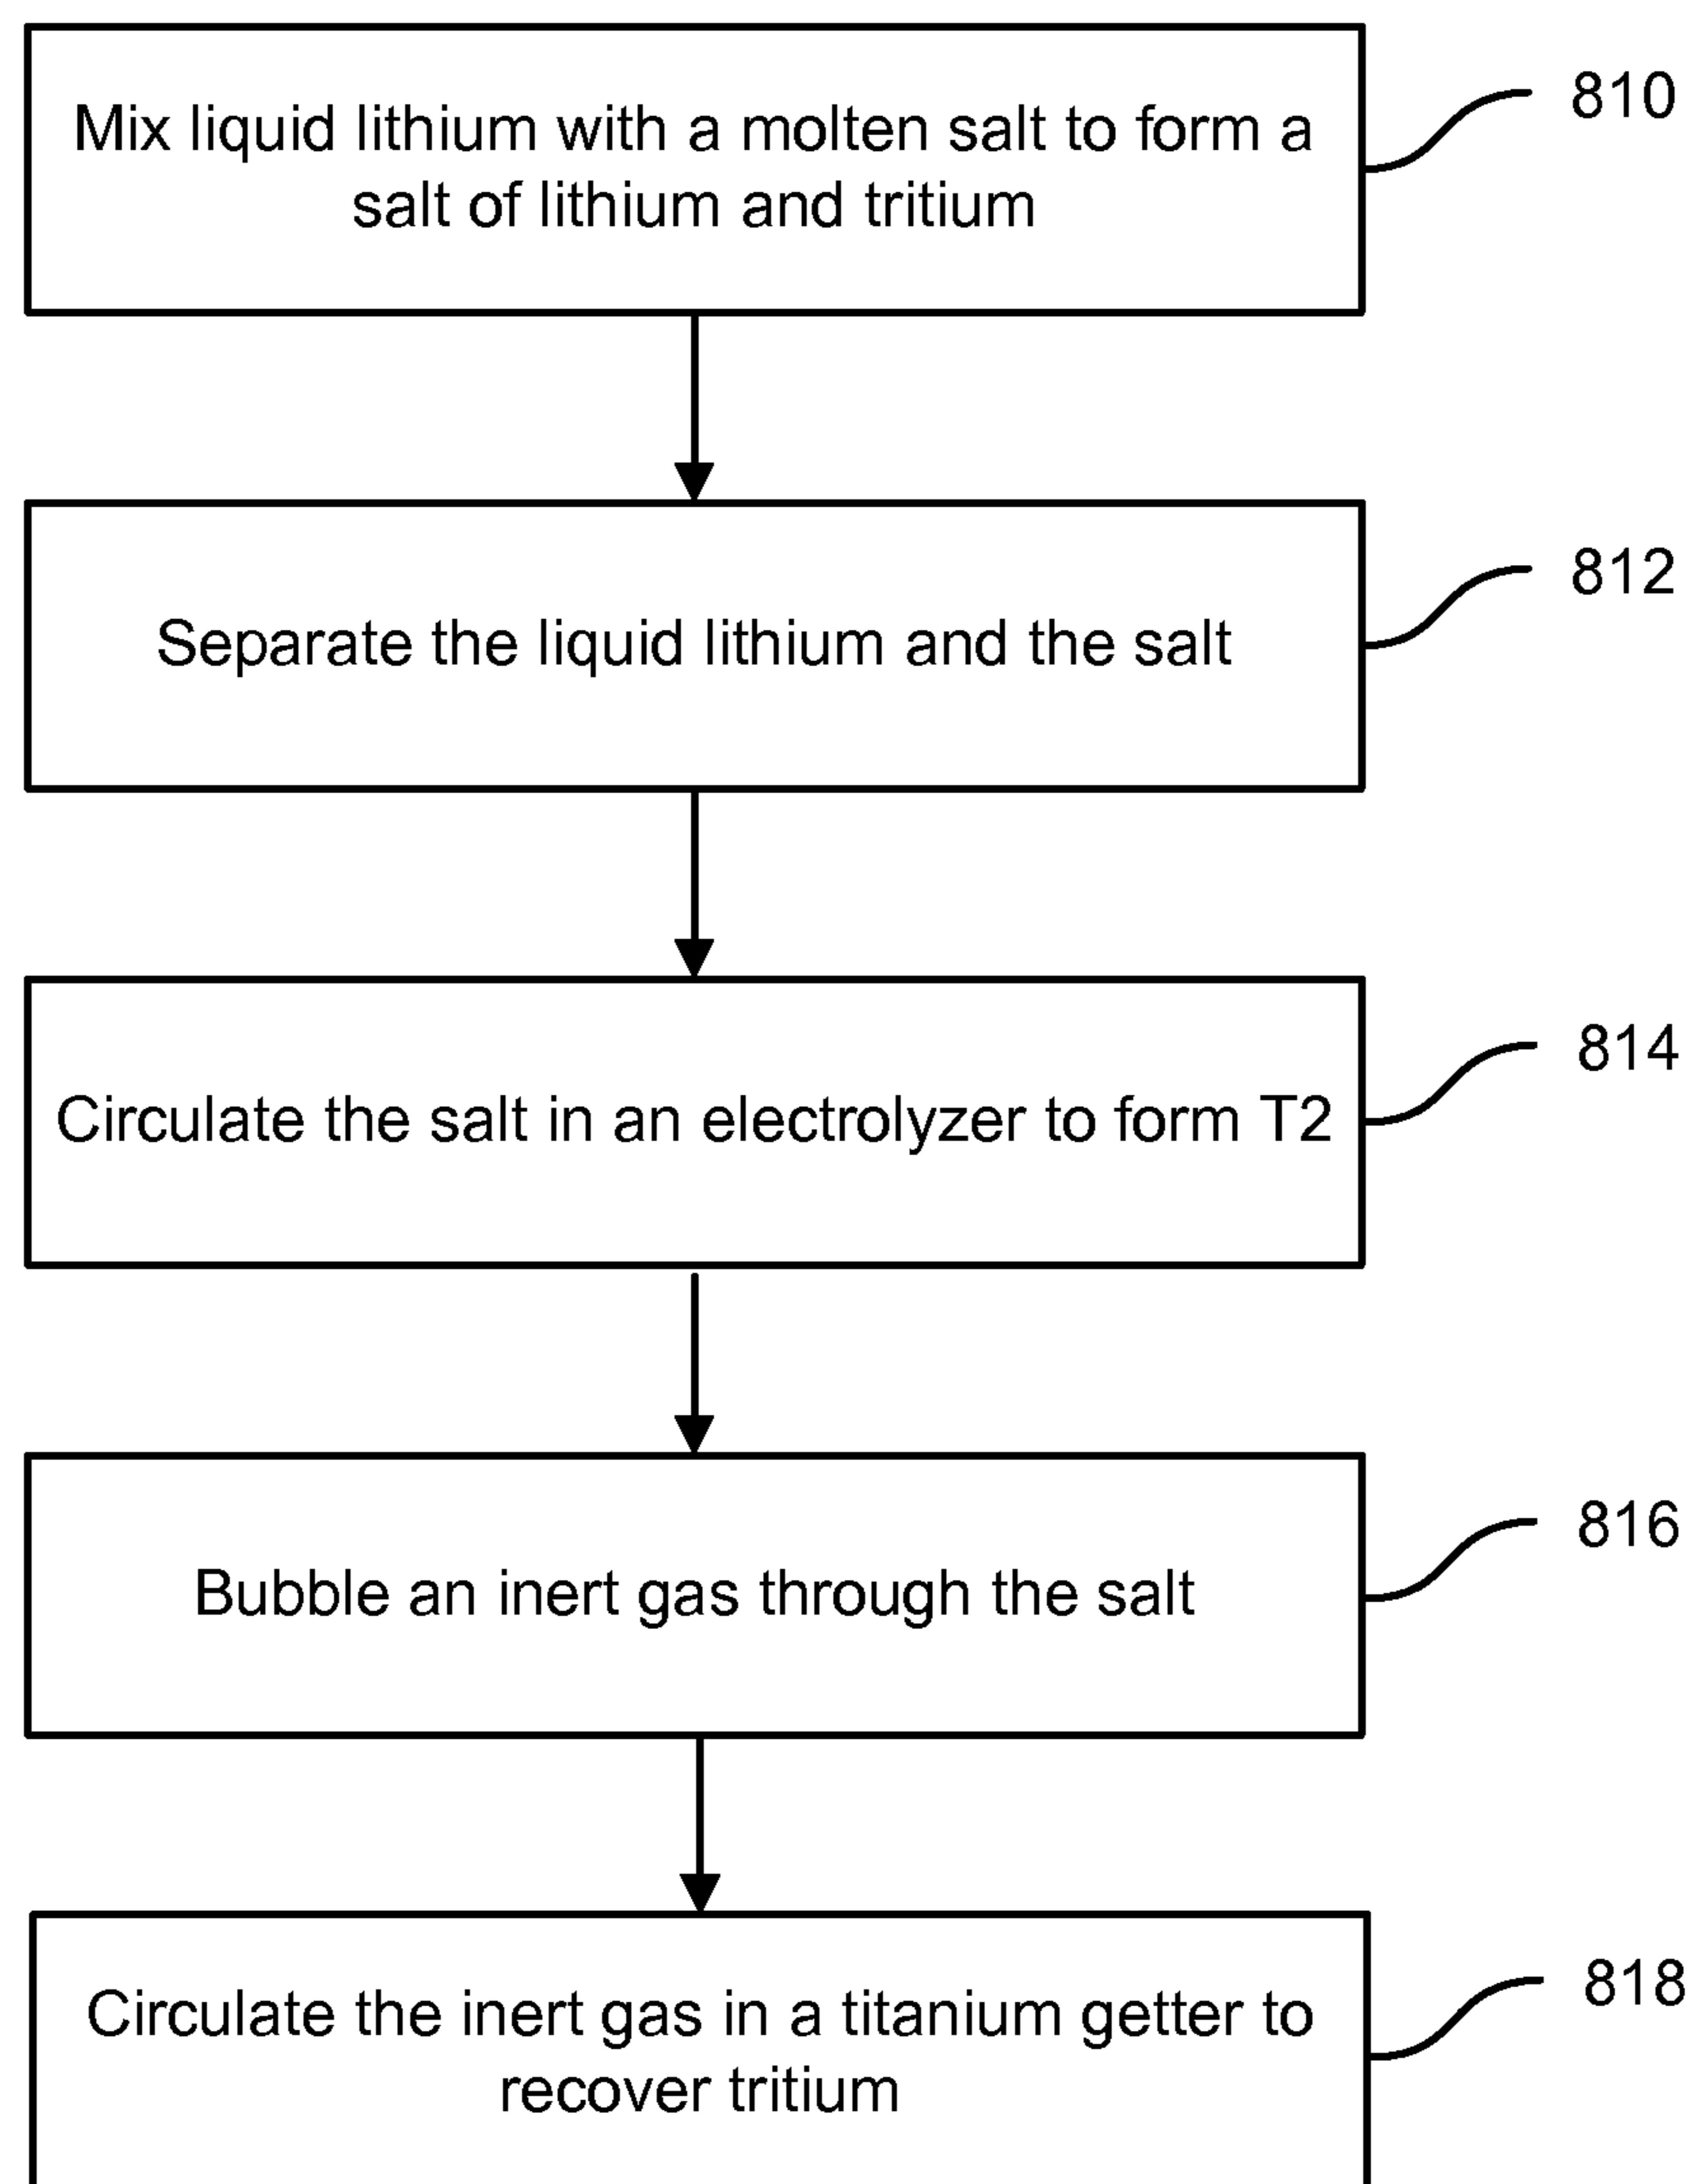 Mix liquid lithium with a molten salt to form a
salt of lithium and tritium
810
Separate the liquid lithium and the salt
812
Circulate the salt in an electrolyzer to form T2
814
Bubble an inert gas through the salt
816
Circulate the inert gas in a titanium getter to
recover tritium
818